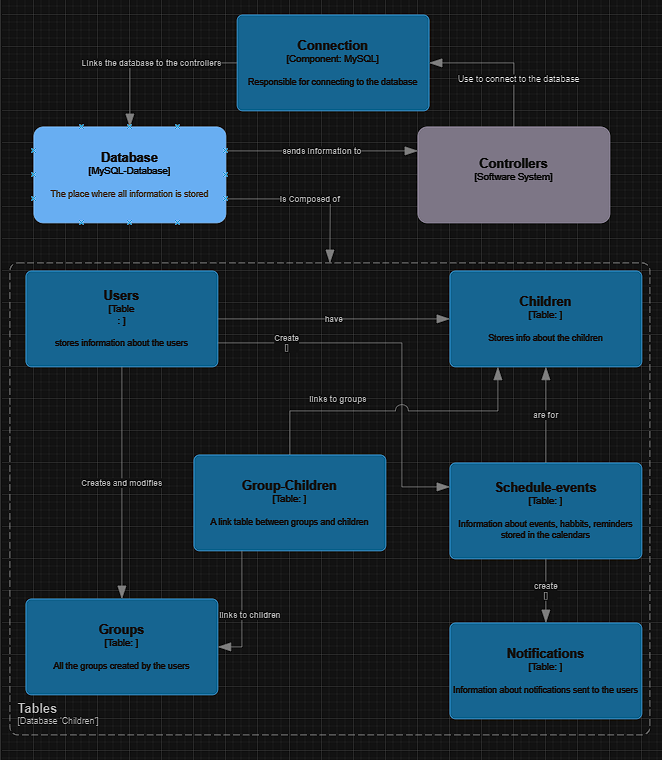 Connection
[Component: MySQL]
Responsible for connecting to the database
Links the database to the controllers
Use to connect to the database
Database
[MySQL-Database]
The place where all information is stored
sends information to
Controllers
[Software System]
is Composed of
Users
[Table
: ]
stores information about the users
have
Children
[Table: ]
Stores info about the children
Create
[]
links to groups
are for
Creates and modifies
Group-Children
[Table: ]
A link table between groups and children
Schedule-events
[Table: ]
Information about events, habbits, reminders
stored in the calendars
create
[]
links to children
Groups
[Table: ]
All the groups created by the users
Notifications
[Table: ]
Information about notifications sent to the users
Tables
[Database 'Children']